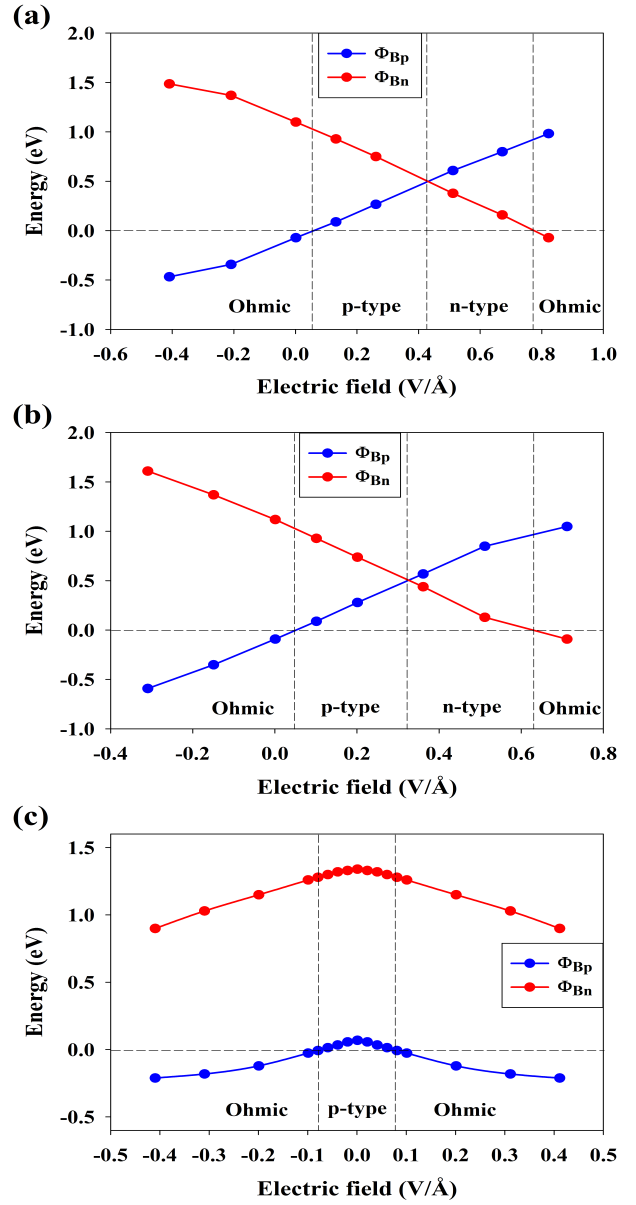 (a)
2.0
1.5
1.0
0.5
0.0
-0.5
-1.0
Energy (eV)
ΦBp
ΦBn
Ohmic p-type n-type Ohmic
-0.6 -0.4 -0.2 0.0 0.2 0.4 0.6 0.8 1.0
Electric field (V/Å)
(b)
2.0
1.5
1.0
0.5
0.0
-0.5
-1.0
Energy (eV)
ΦBp
ΦBn
Ohmic p-type n-type Ohmic
-0.4 -0.2 0.0 0.2 0.4 0.6 0.8
Electric field (V/Å)
(c)
1.5
1.0
0.5
0.0
-0.5
Energy (eV)
ΦBp
ΦBn
Ohmic p-type Ohmic
-0.5 -0.4 -0.3 -0.2 -0.1 0.0 0.1 0.2 0.3 0.4 0.5
Electric field (V/Å)